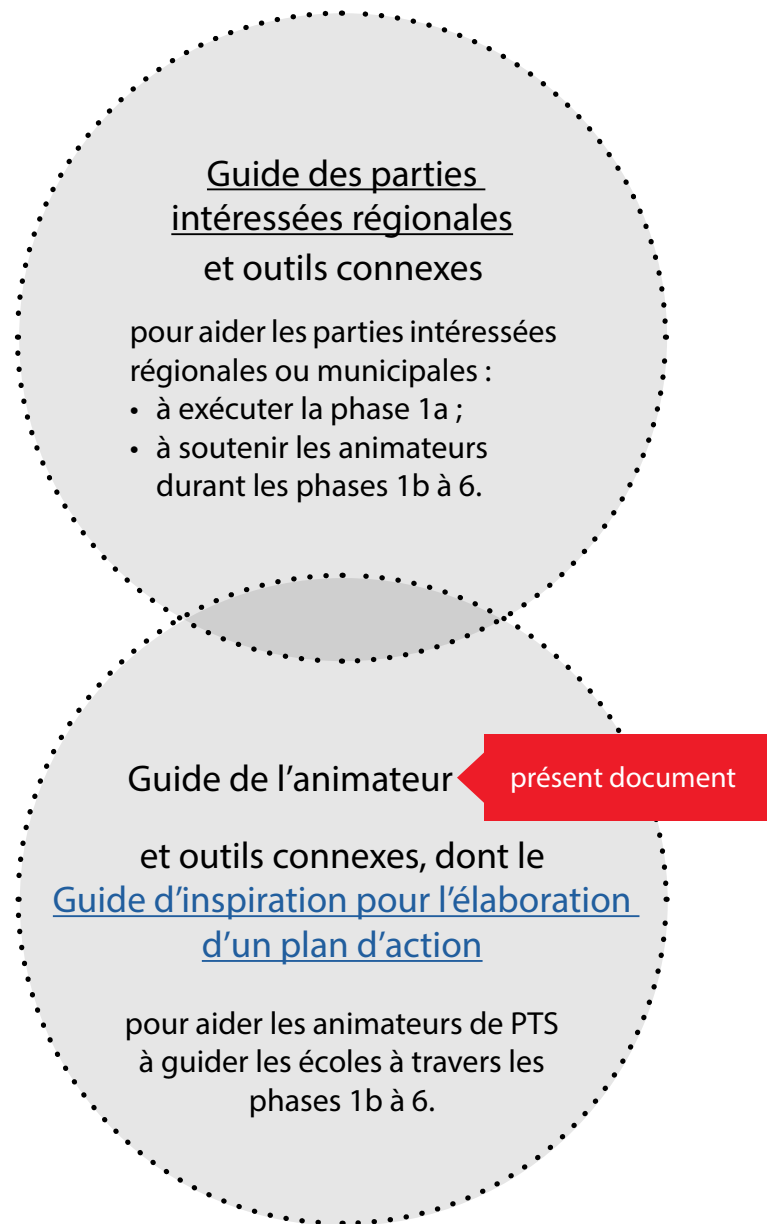 Guide des parties
intéressées régionales
et outils connexes
pour aider les parties intéressées
régionales ou municipales :
• à exécuter la phase 1a ;
• à soutenir les animateurs
durant les phases 1b à 6.
Guide de l’animateur
présent document
et outils connexes, dont le
Guide d’inspiration pour l’élaboration
d’un plan d’action
pour aider les animateurs de PTS
à guider les écoles à travers les
phases 1b à 6.